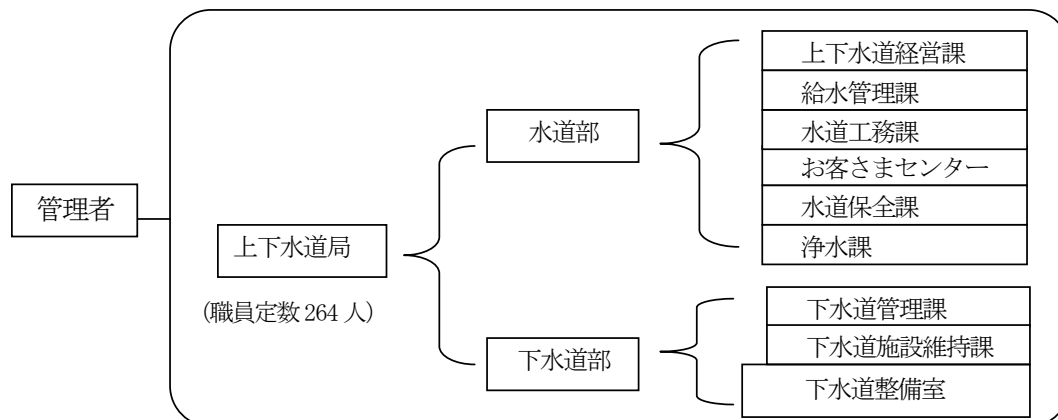 管理者
上下水道局
(職員定数 264 人)
水道部
上下水道経営課
給水管理課
水道工務課
お客さまセンター
水道保全課
浄水課
下水道部
下水道管理課
下水道施設維持課
下水道整備室